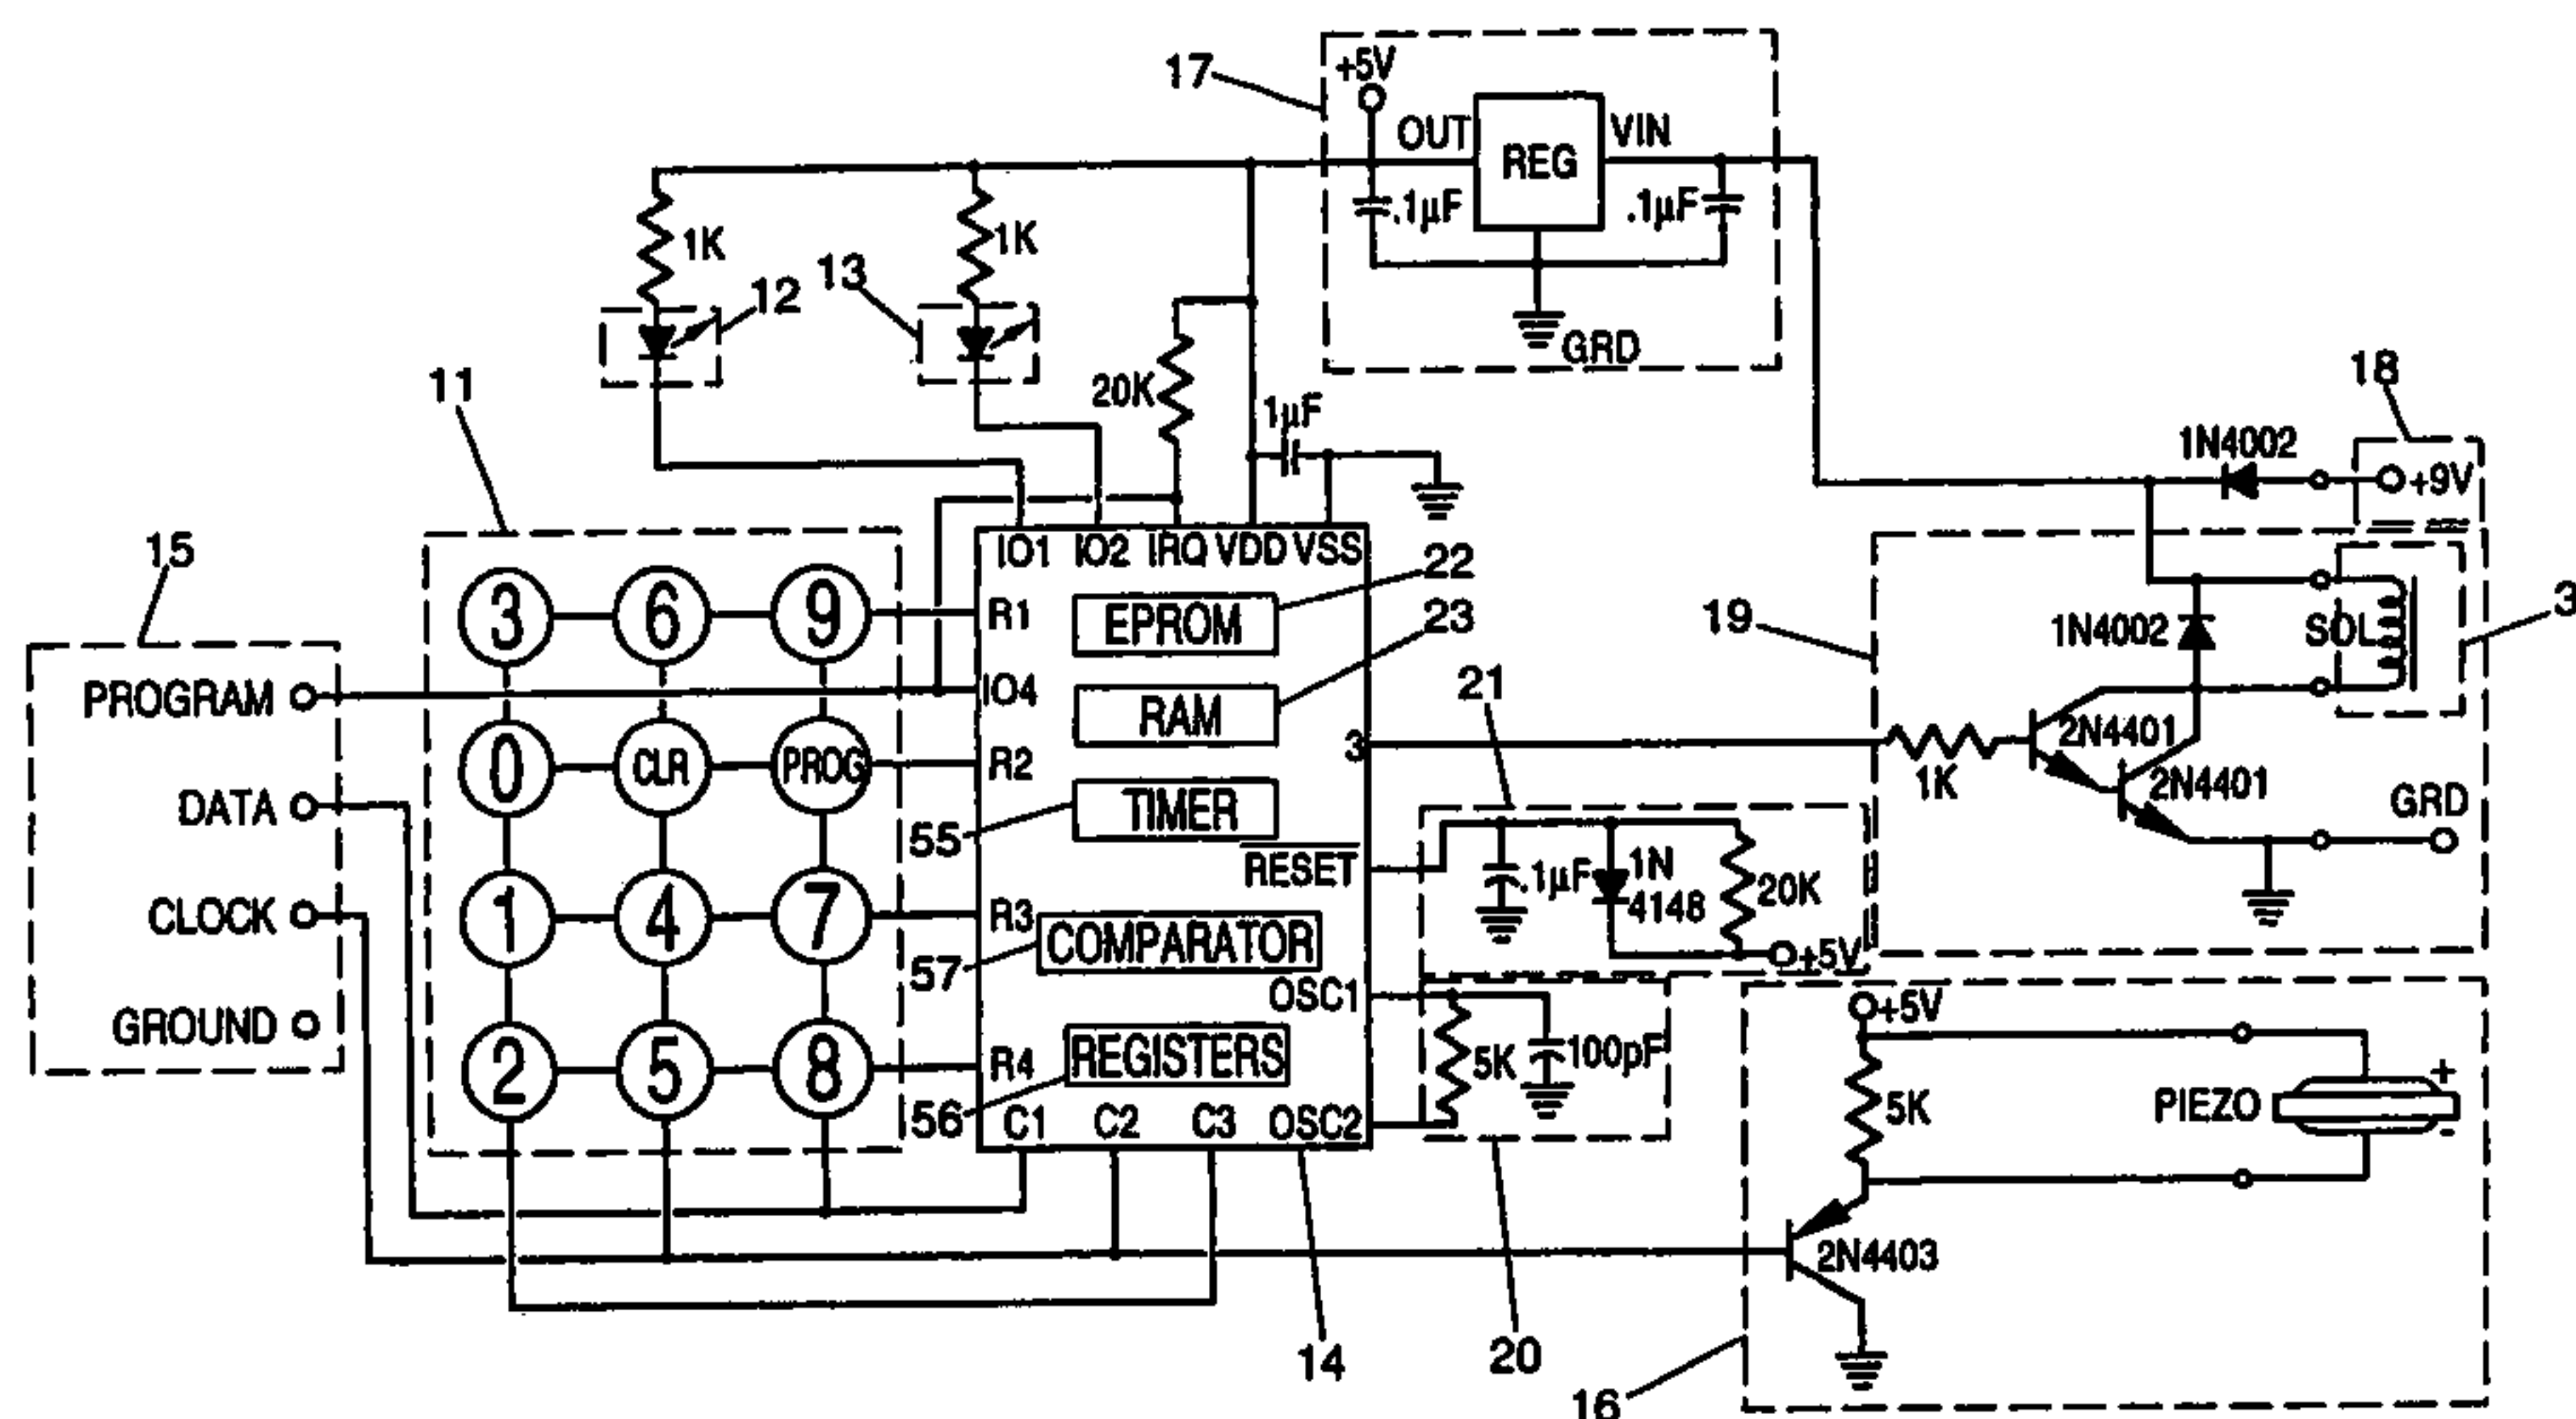 17
+5V
OUT
REG
VIN
.1μF
.1μF
GRD
1K
1K
12
13
20K
1μF
11
18
1N4002
+9V
15
IO1 IO2 IRQ VDD VSS
22
EPROM
23
3 6 9
R1
PROGRAM
IO4
RAM
19
1N4002
SOL
3
0 CLR PROG
R2
3
21
1K
2N4401
2N4401
GRD
DATA
TIMER
55
RESET
.1μF
1N
4148
20K
+5V
1 4 7
R3
CLOCK
COMPARATOR
57
OSC1
5K
100pF
GROUND
2 5 8
R4
REGISTERS
56
C1 C2 C3 OSC2
+5V
5K
PIEZO
+
-
2N4403
14
20
16